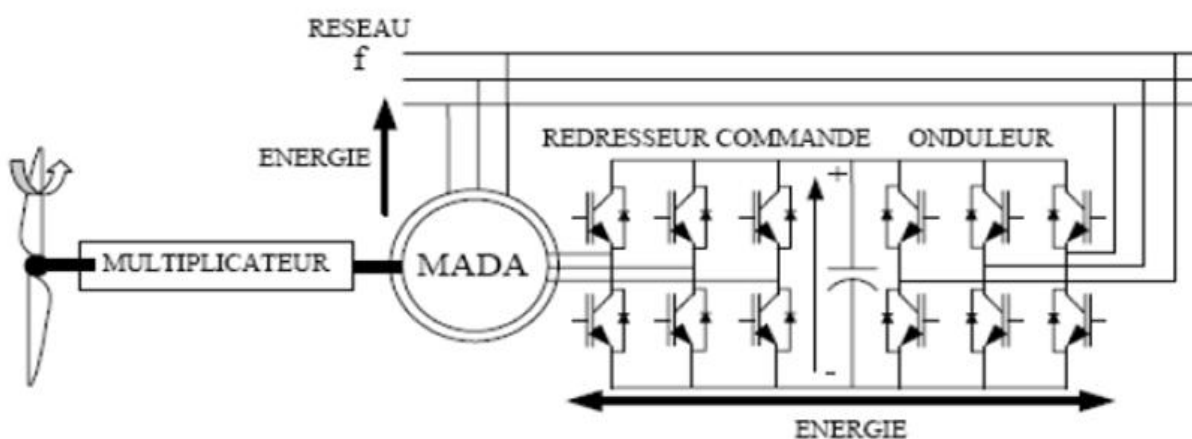 RESEAU
f
ENERGIE
REDRESSEUR COMMANDE
ONDULEUR
+
MULTIPLICATEUR
MADA
-
ENERGIE